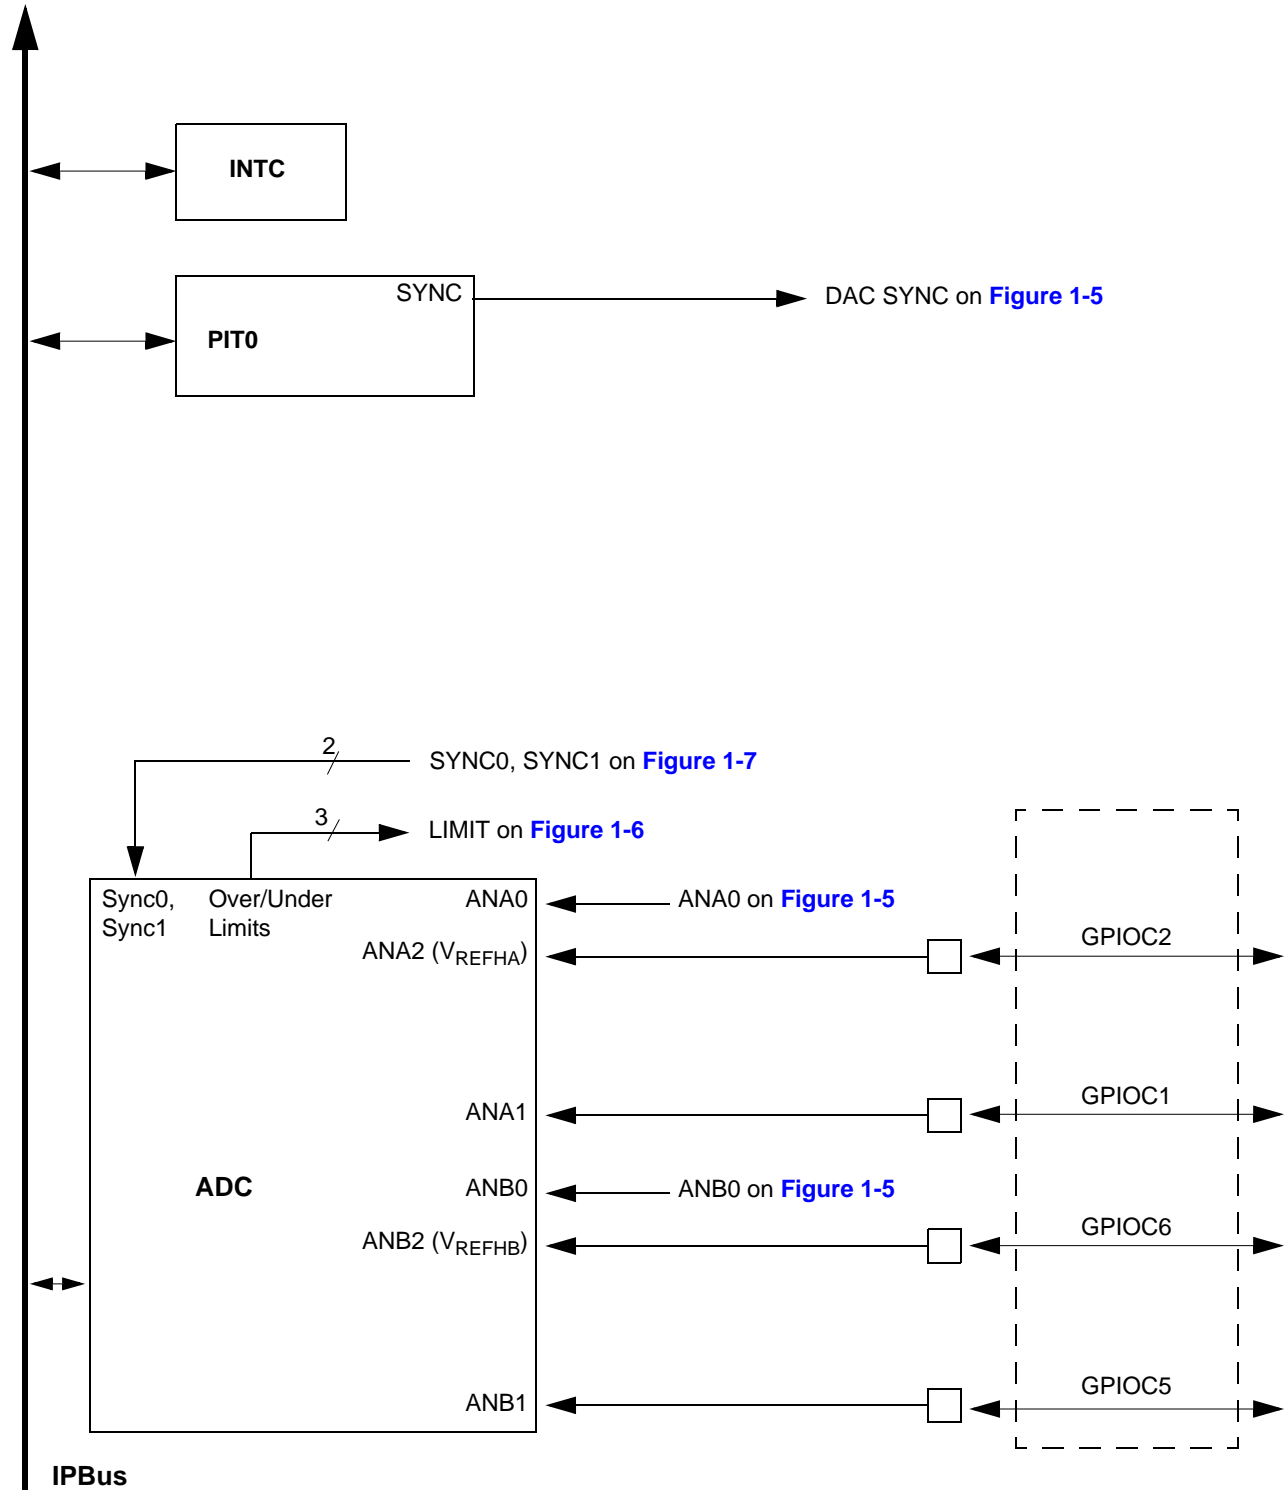 INTC
SYNC
DAC SYNC on Figure 1-5
PIT0
2
SYNC0, SYNC1 on Figure 1-7
3
LIMIT on Figure 1-6
Sync0,
Sync1
Over/Under
Limits
ANA0
ANA0 on Figure 1-5
ANA2 (VREFHA)
GPIOC2
ANA1
GPIOC1
ADC
ANB0
ANB0 on Figure 1-5
ANB2 (VREFHB)
GPIOC6
ANB1
GPIOC5
IPBus